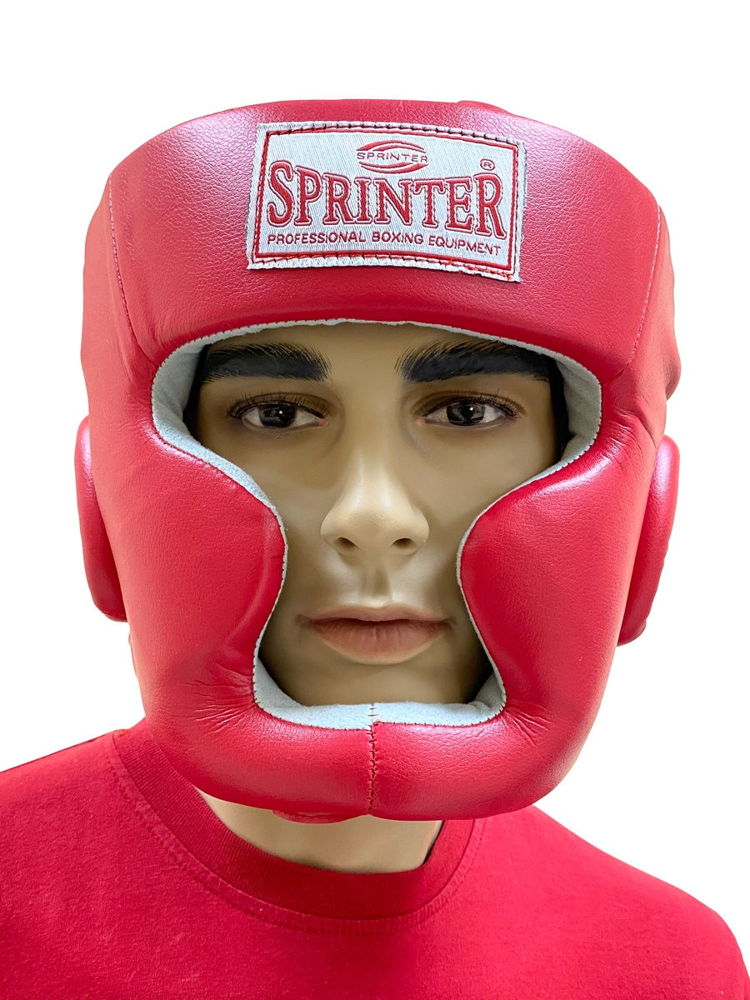 SPRINTER
®
SPRINTER
PROFESSIONAL BOXING EQUIPMENT